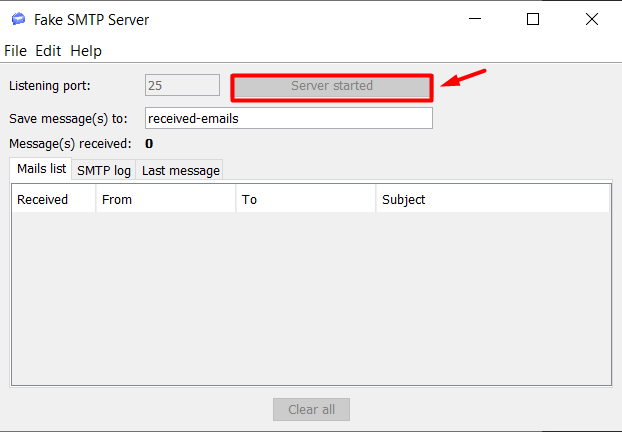 Fake SMTP Server
File Edit Help
Listening port: 25 Server started
Save message(s) to: received-emails
Message(s) received: 0
Mails list SMTP log Last message
Received From To Subject
Clear all